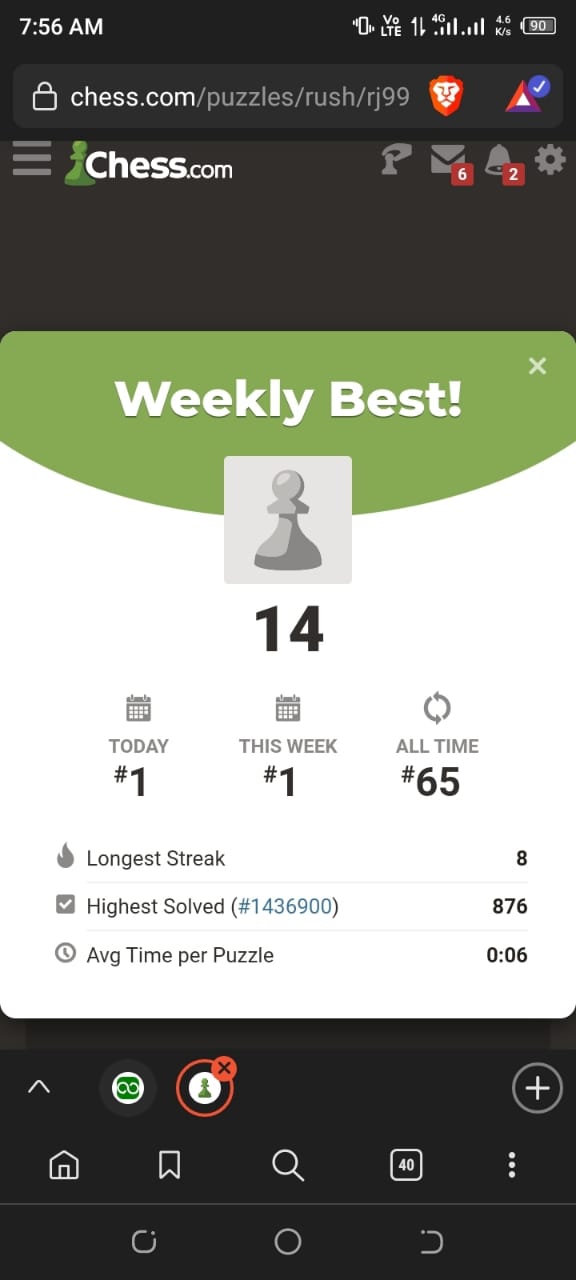 7:56 AM
Vo LTE 4G 4.6 K/s 90
chess.com/puzzles/rush/rj99
Chess.com
6 2
Weekly Best!
14
TODAY THIS WEEK ALL TIME
#1 #1 #65
Longest Streak 8
Highest Solved (#1436900) 876
Avg Time per Puzzle 0:06
40